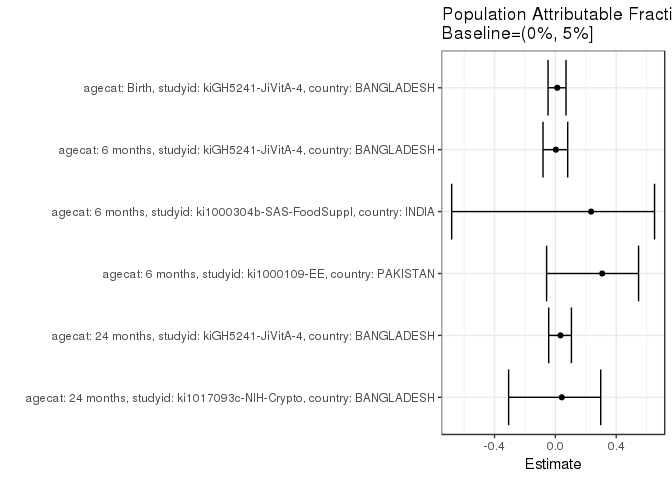 Population Attributable Fracti
Baseline=(0%, 5%]
agecat: Birth, studyid: kiGH5241-JiVitA-4, country: BANGLADESH
agecat: 6 months, studyid: kiGH5241-JiVitA-4, country: BANGLADESH
agecat: 6 months, studyid: ki1000304b-SAS-FoodSuppl, country: INDIA
agecat: 6 months, studyid: ki1000109-EE, country: PAKISTAN
agecat: 24 months, studyid: kiGH5241-JiVitA-4, country: BANGLADESH
agecat: 24 months, studyid: ki1017093c-NIH-Crypto, country: BANGLADESH
-0.4 0.0 0.4
Estimate